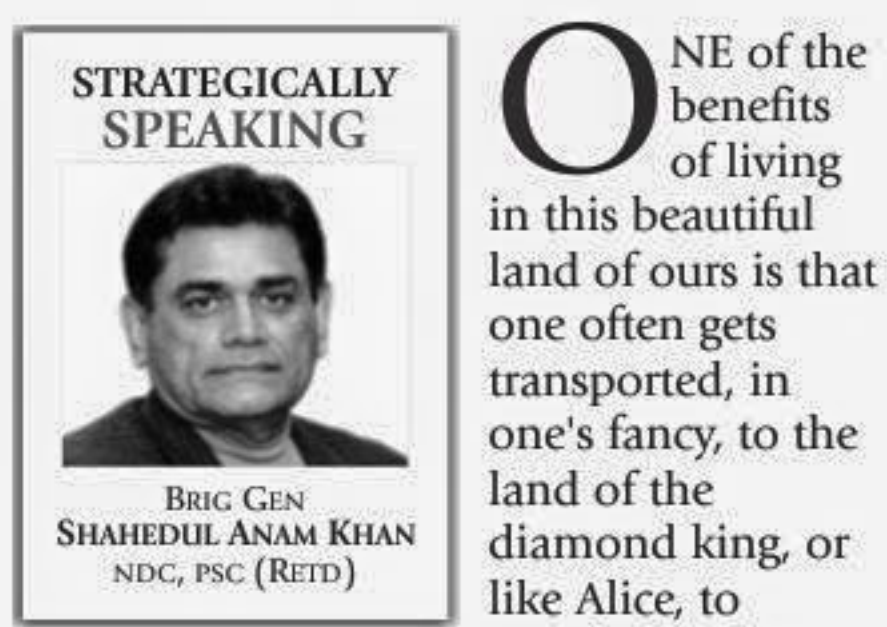 STRATEGICALLY
SPEAKING
BRIG GEN
SHAHEDUL ANAM KHAN
NDC, PSC (RETD)
ONE of the
benefits
of living
in this beautiful
land of ours is that
one often gets
transported, in
one's fancy, to the
land of the
diamond king, or
like Alice, to